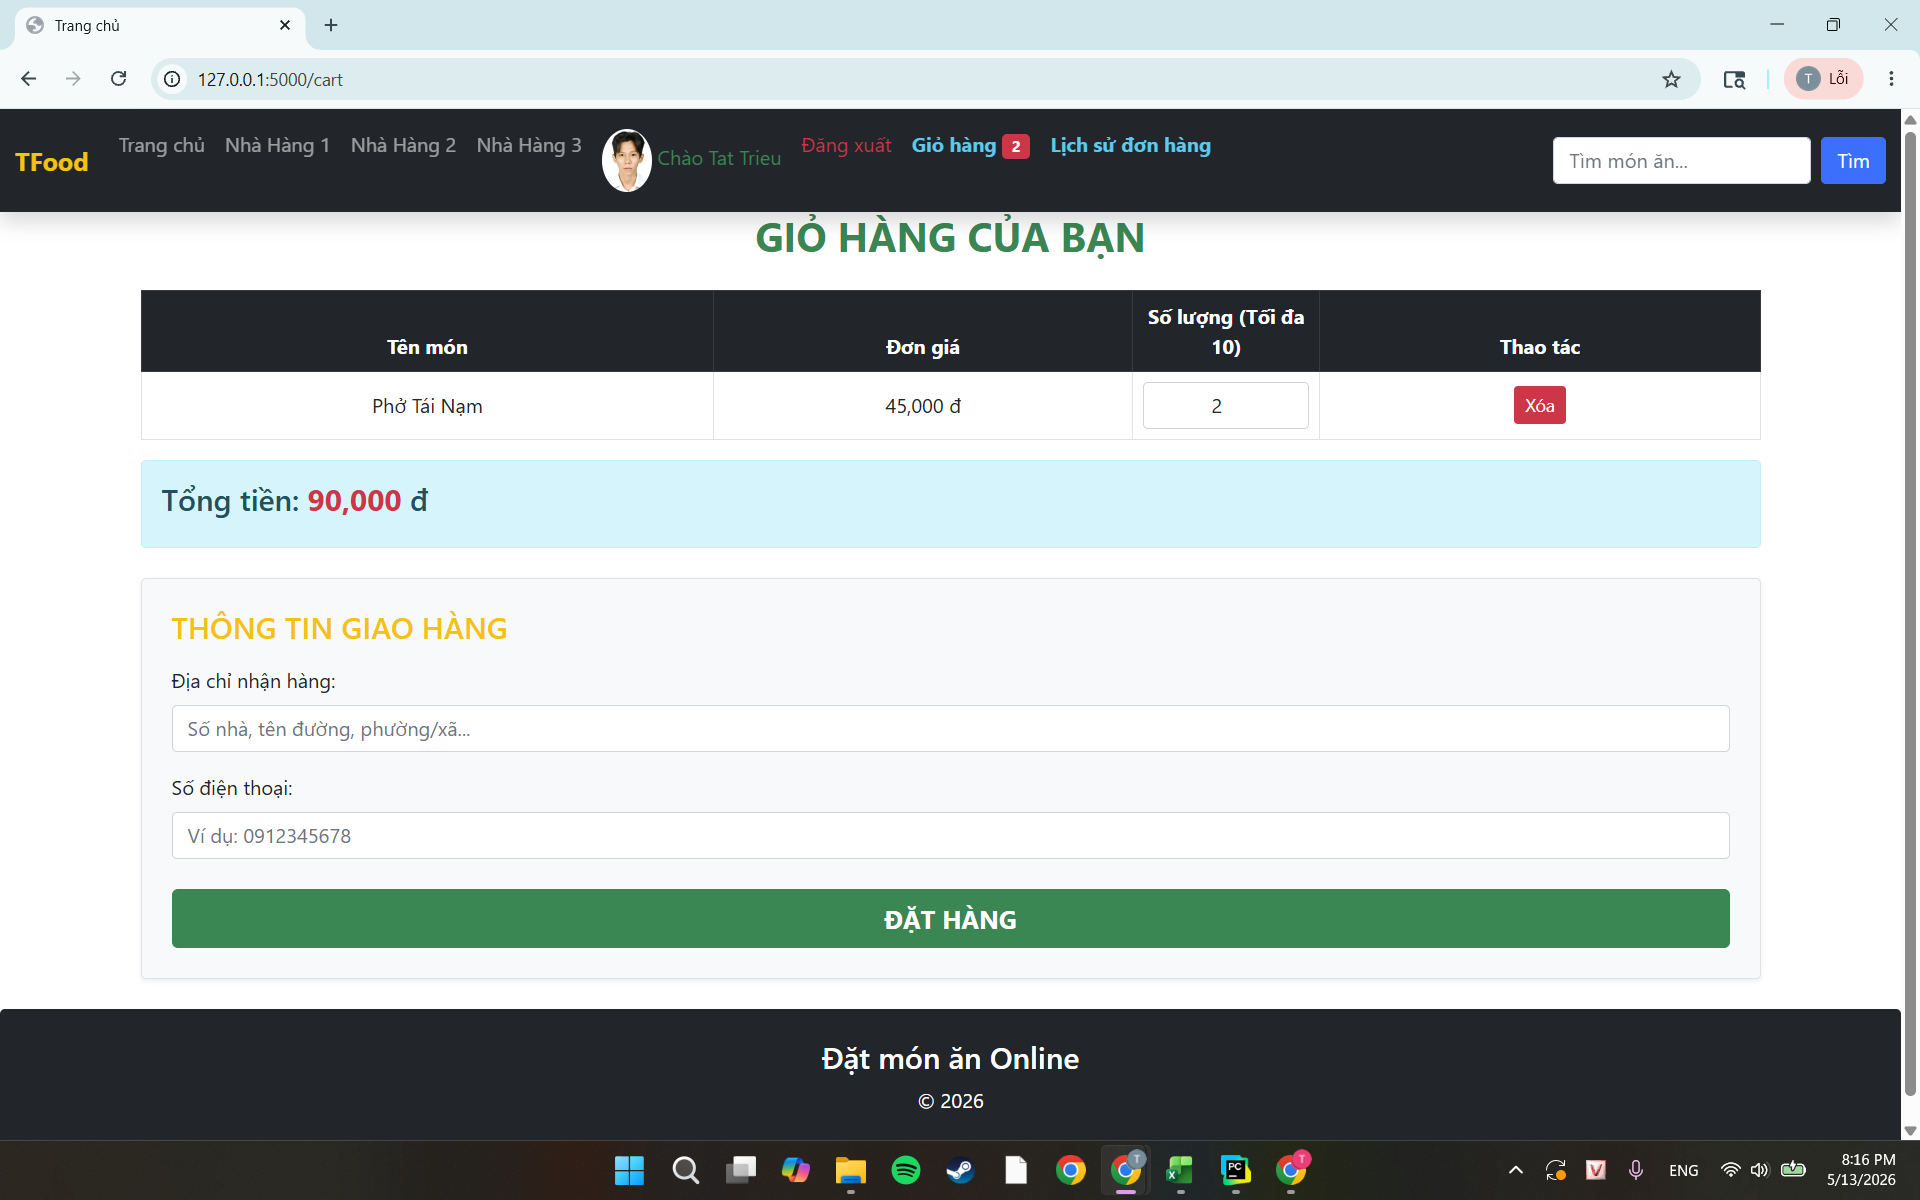 Trang chủ
127.0.0.1:5000/cart
T Lỗi
TFood
Trang chủ Nhà Hàng 1 Nhà Hàng 2 Nhà Hàng 3 Chào Tat Trieu Đăng xuất Giỏ hàng 2 Lịch sử đơn hàng
Tìm món ăn... Tìm
GIỎ HÀNG CỦA BẠN
Tên món Đơn giá Số lượng (Tối đa
10) Thao tác
Phở Tái Nạm 45,000 đ 2 Xóa
Tổng tiền: 90,000 đ
THÔNG TIN GIAO HÀNG
Địa chỉ nhận hàng:
Số nhà, tên đường, phường/xã...
Số điện thoại:
Ví dụ: 0912345678
ĐẶT HÀNG
Đặt món ăn Online
© 2026
T PC T
V ENG 8:16 PM
5/13/2026